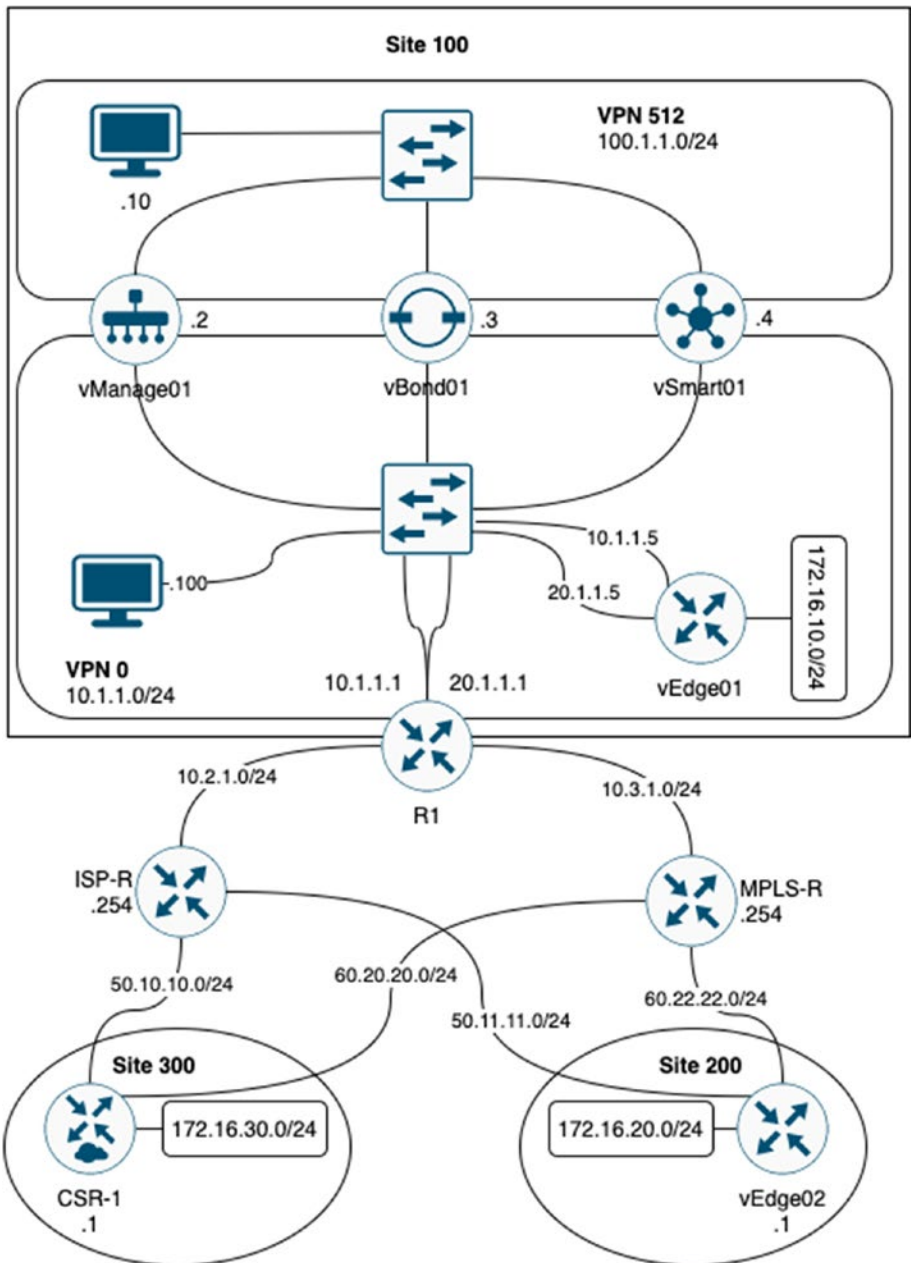 Site 100
VPN 512
100.1.1.0/24
.10
.2
.3
.4
vManage01
vBond01
vSmart01
10.1.1.5
.100
20.1.1.5
172.16.10.0/24
VPN 0
10.1.1.0/24
10.1.1.1
20.1.1.1
vEdge01
10.2.1.0/24
10.3.1.0/24
R1
ISP-R
.254
MPLS-R
.254
50.10.10.0/24
60.20.20.0/24
50.11.11.0/24
60.22.22.0/24
Site 300
Site 200
172.16.30.0/24
172.16.20.0/24
CSR-1
.1
vEdge02
.1